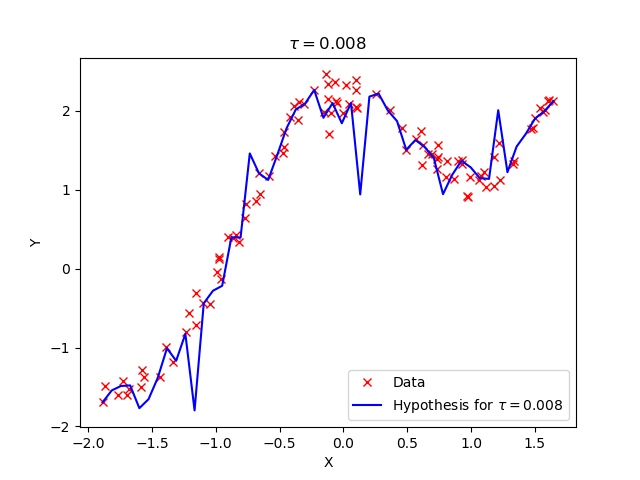 τ = 0.008
Y
2
1
0
−1
−2
Data
Hypothesis for τ = 0.008
−2.0 −1.5 −1.0 −0.5 0.0 0.5 1.0 1.5
X